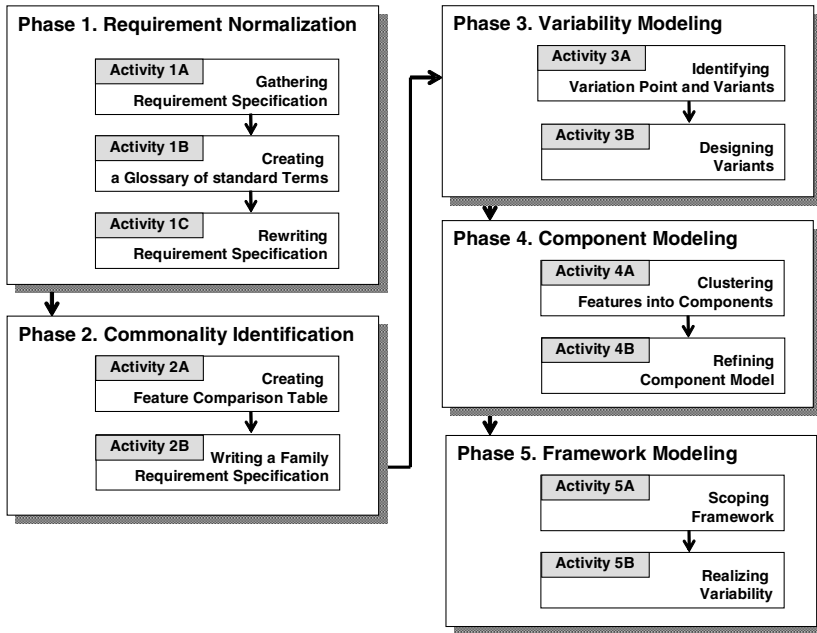 Phase 1. Requirement Normalization
Activity 1A
Gathering
Requirement Specification
Activity 1B
Creating
a Glossary of standard Terms
Activity 1C
Rewriting
Requirement Specification
Phase 2. Commonality Identification
Activity 2A
Creating
Feature Comparison Table
Activity 2B
Writing a Family
Requirement Specification
Phase 3. Variability Modeling
Activity 3A
Identifying
Variation Point and Variants
Activity 3B
Designing
Variants
Phase 4. Component Modeling
Activity 4A
Clustering
Features into Components
Activity 4B
Refining
Component Model
Phase 5. Framework Modeling
Activity 5A
Scoping
Framework
Activity 5B
Realizing
Variability